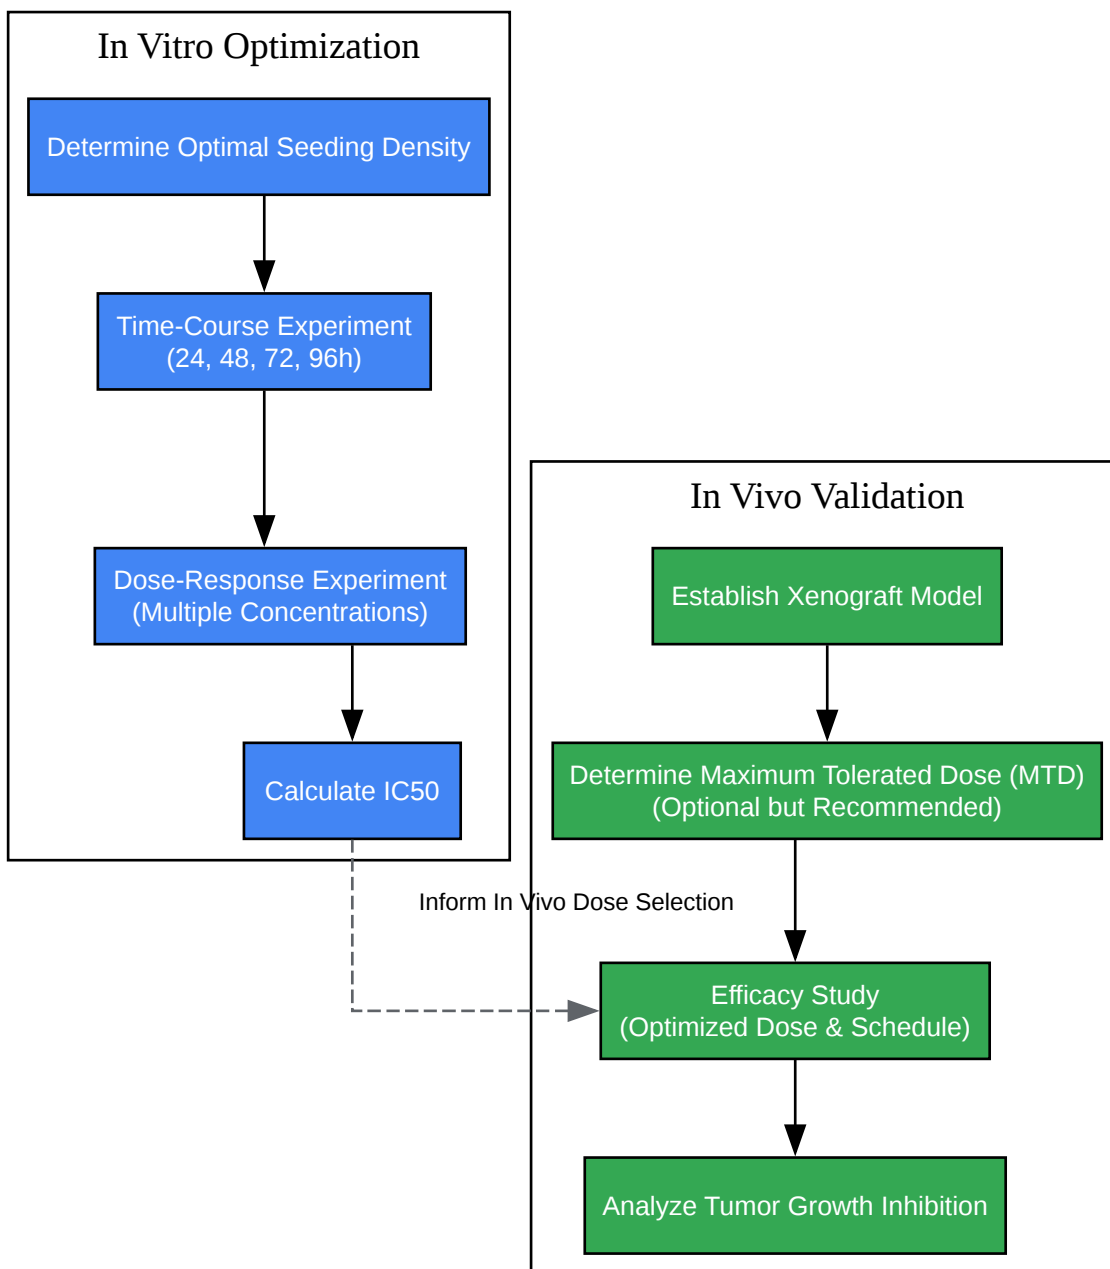 In Vitro Optimization
Determine Optimal Seeding Density
Time-Course Experiment
(24, 48, 72, 96h)
Dose-Response Experiment
(Multiple Concentrations)
Calculate IC50
Inform In Vivo Dose Selection
In Vivo Validation
Establish Xenograft Model
Determine Maximum Tolerated Dose (MTD)
(Optional but Recommended)
Efficacy Study
(Optimized Dose & Schedule)
Analyze Tumor Growth Inhibition